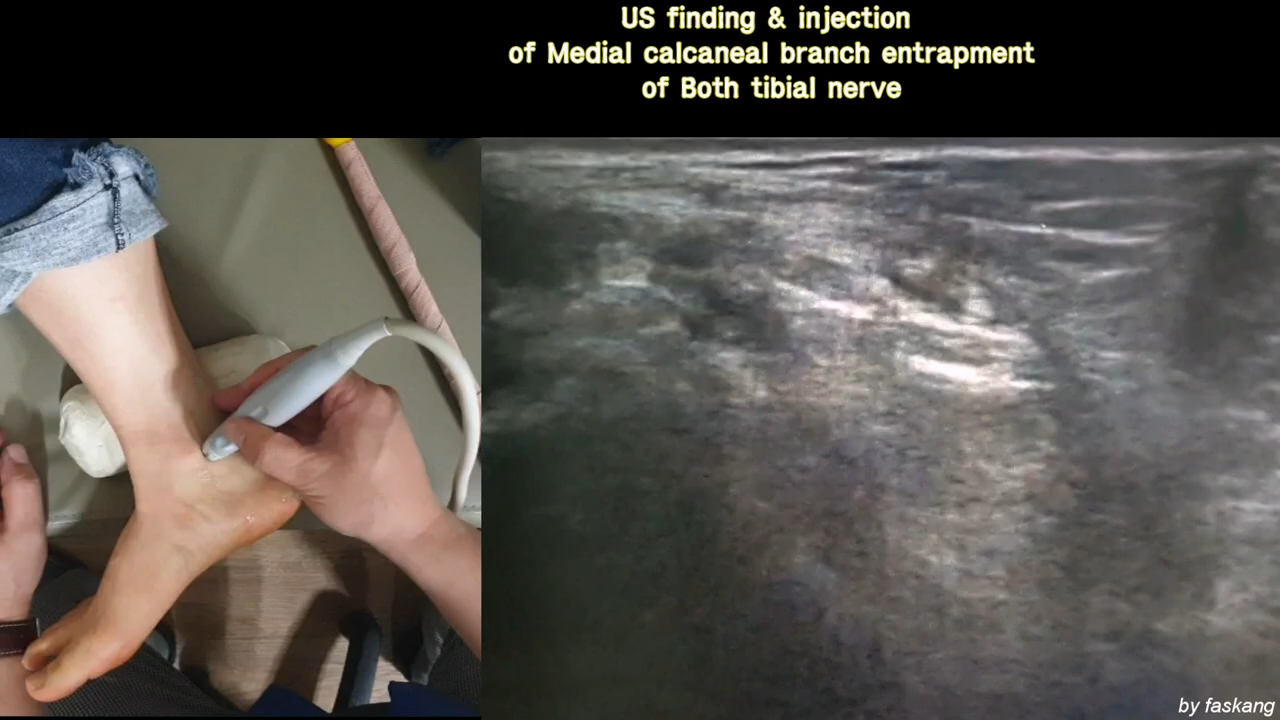 US finding & injection
of Medial calcaneal branch entrapment
of Both tibial nerve
by faskang